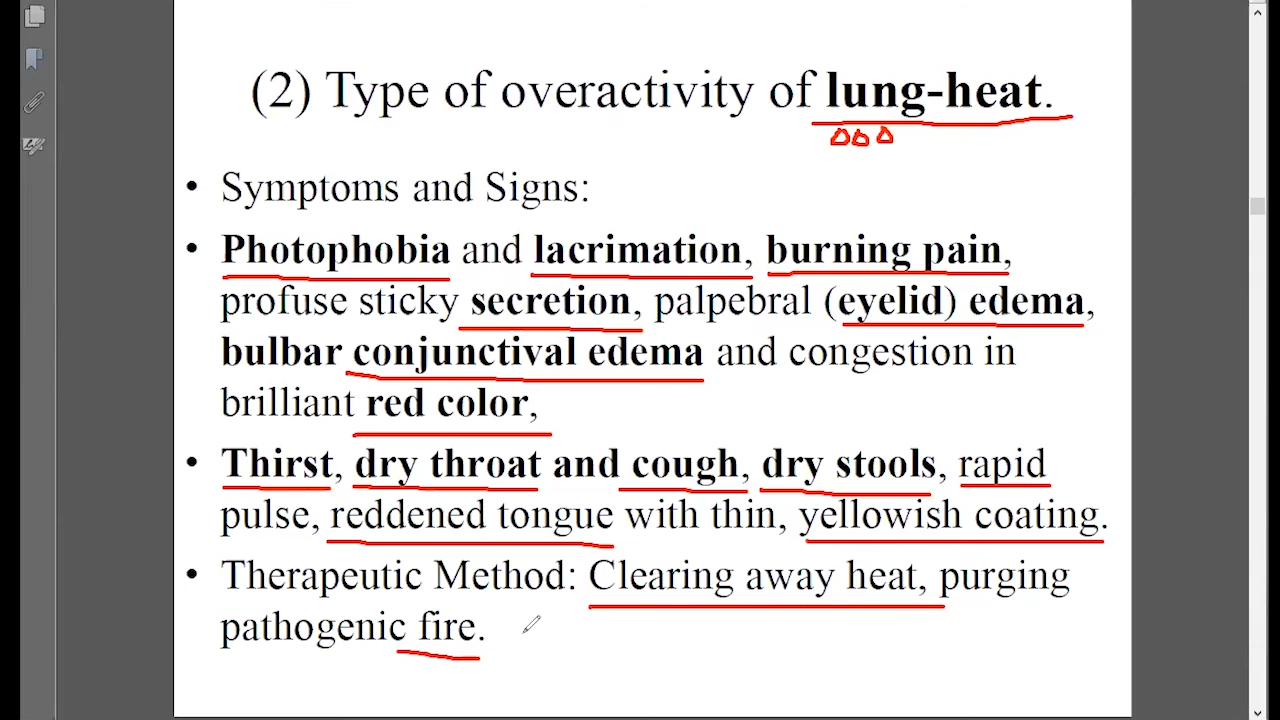 (2) Type of overactivity of lung-heat.
• Symptoms and Signs:
• Photophobia and lacrimation, burning pain,
profuse sticky secretion, palpebral (eyelid) edema,
bulbar conjunctival edema and congestion in
brilliant red color,
• Thirst, dry throat and cough, dry stools, rapid
pulse, reddened tongue with thin, yellowish coating.
• Therapeutic Method: Clearing away heat, purging
pathogenic fire.